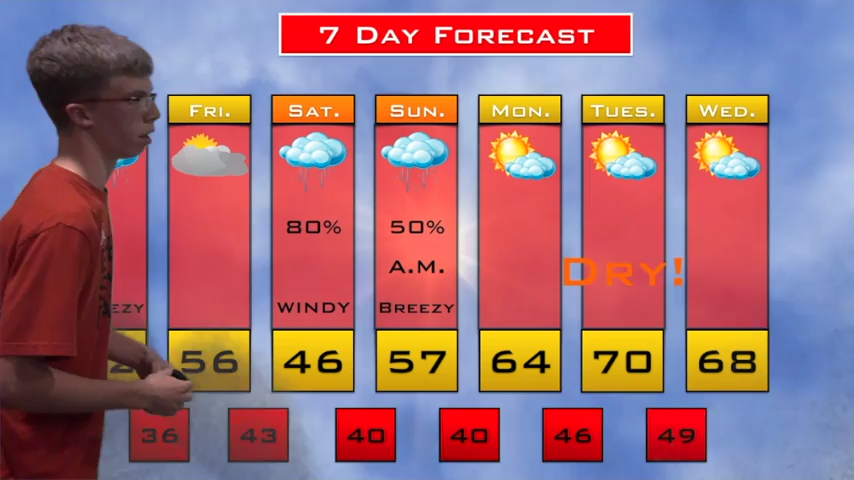 7 Day Forecast
Fri. Sat. Sun. Mon. Tues. Wed.
80% 50%
A.M.
Dry!
WINDY Breezy
56 46 57 64 70 68
36 43 40 40 46 49